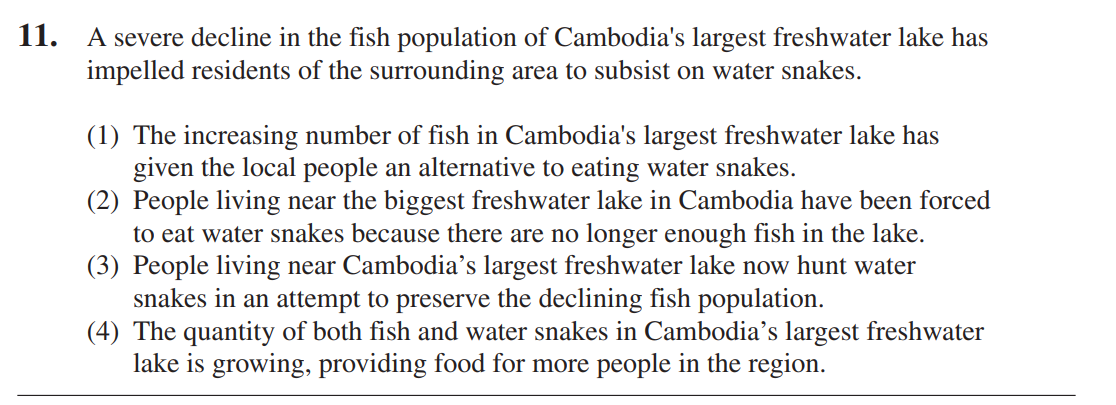 11. A severe decline in the fish population of Cambodia's largest freshwater lake has
impelled residents of the surrounding area to subsist on water snakes.
(1) The increasing number of fish in Cambodia's largest freshwater lake has
given the local people an alternative to eating water snakes.
(2) People living near the biggest freshwater lake in Cambodia have been forced
to eat water snakes because there are no longer enough fish in the lake.
(3) People living near Cambodia’s largest freshwater lake now hunt water
snakes in an attempt to preserve the declining fish population.
(4) The quantity of both fish and water snakes in Cambodia’s largest freshwater
lake is growing, providing food for more people in the region.